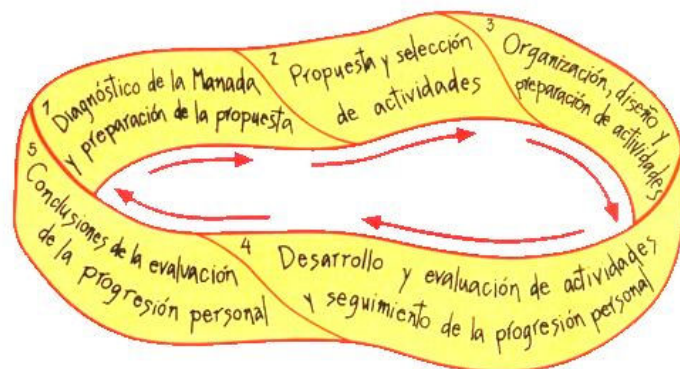 1
Diagnóstico de la Manada
y preparación de la propuesta
2
Propuesta y selección
de actividades
3
Organización, diseño y
preparación de actividades
4
Desarrollo y evaluación de actividades
y seguimiento de la progresión personal
5
Conclusiones de la evaluación
de la progresión personal